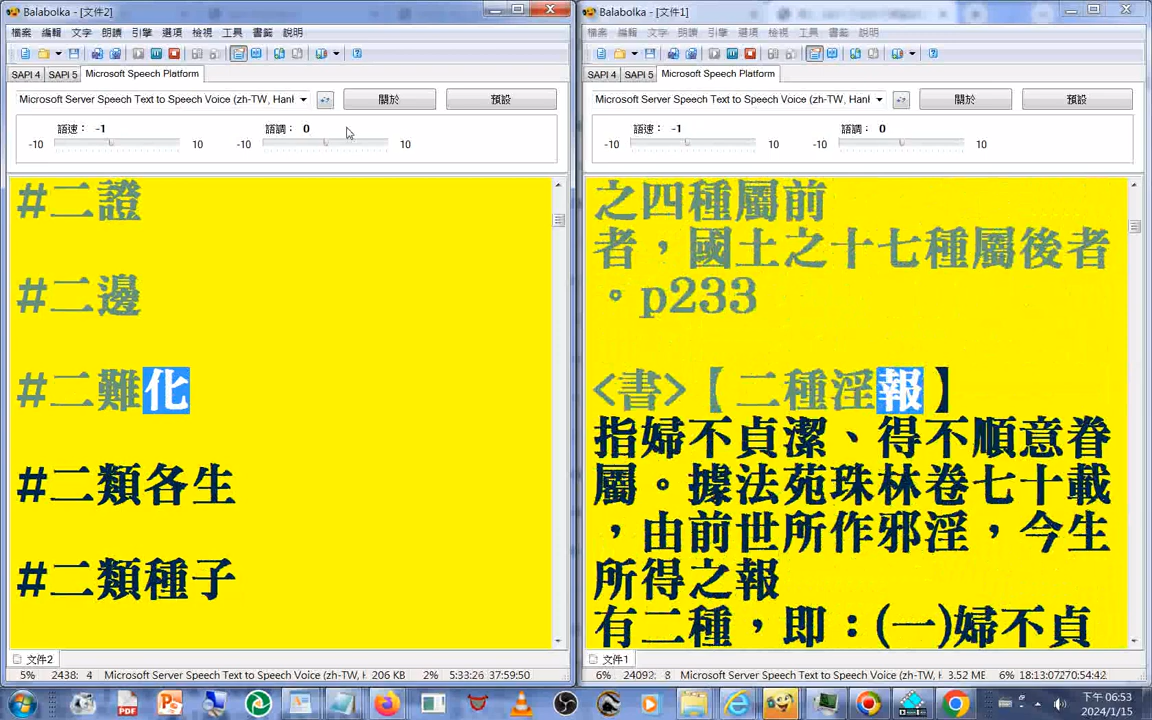 Balabolka - [文件2]
檔案 編輯 文字 朗讀 引擎 選項 檢視 工具 書籤 說明
SAPI 4 SAPI 5 Microsoft Speech Platform
Microsoft Server Speech Text to Speech Voice (zh-TW, Hanl
關於
預設
語速： -1
語調： 0
-10 10 -10 10
#二證
#二邊
#二難化
#二類各生
#二類種子
文件2
5% 2438: 4 Microsoft Server Speech Text to Speech Voice (zh-TW, H 206 KB 2% 5:33:26 37:59:50
Balabolka - [文件1]
檔案 編輯 文字 朗讀 引擎 選項 檢視 工具 書籤 說明
SAPI 4 SAPI 5 Microsoft Speech Platform
Microsoft Server Speech Text to Speech Voice (zh-TW, Hanl
關於
預設
語速： -1
語調： 0
-10 10 -10 10
之四種屬前
者，國土之十七種屬後者
。p233
<書>【二種淫報】
指婦不貞潔、得不順意眷
屬。據法苑珠林卷七十載
，由前世所作邪淫，今生
所得之報
有二種，即：(一)婦不貞
文件1
6% 24092: 8 Microsoft Server Speech Text to Speech Voice (zh-TW, 3.52 ME 6% 18:13:07 270:54:42
下午 06:53
2024/1/15